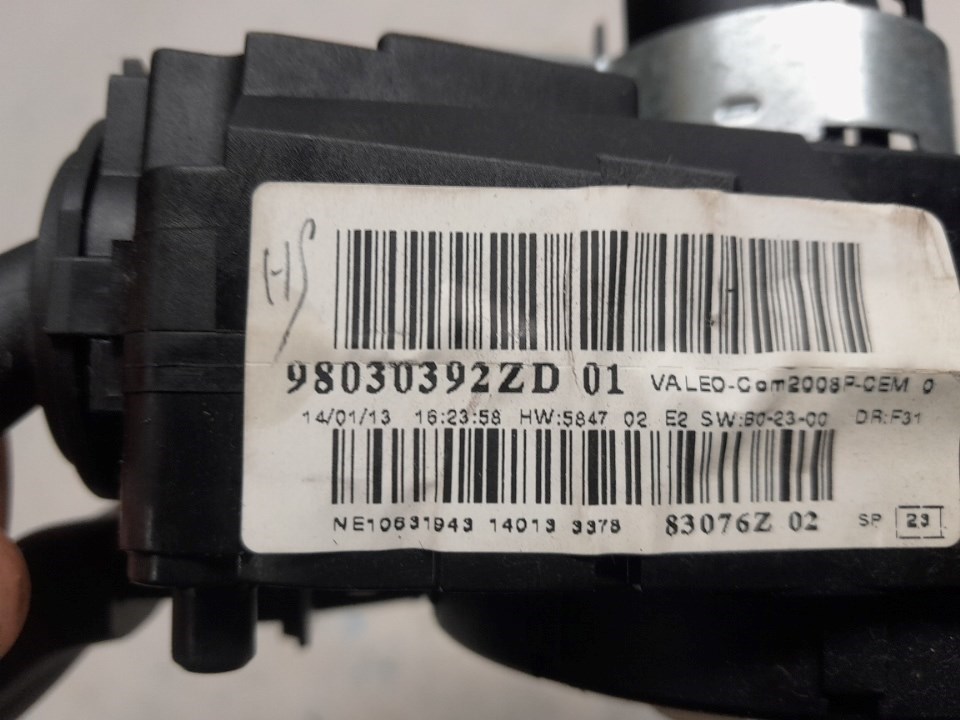 HS
98030392ZD 01 VALEO-Com2008P-CEM 0
14/01/13 16:23:58 HW:5847 02 E2 SW:80-23-00 DR:F31
NE10631943 14013 3378 83076Z 02 SP 23